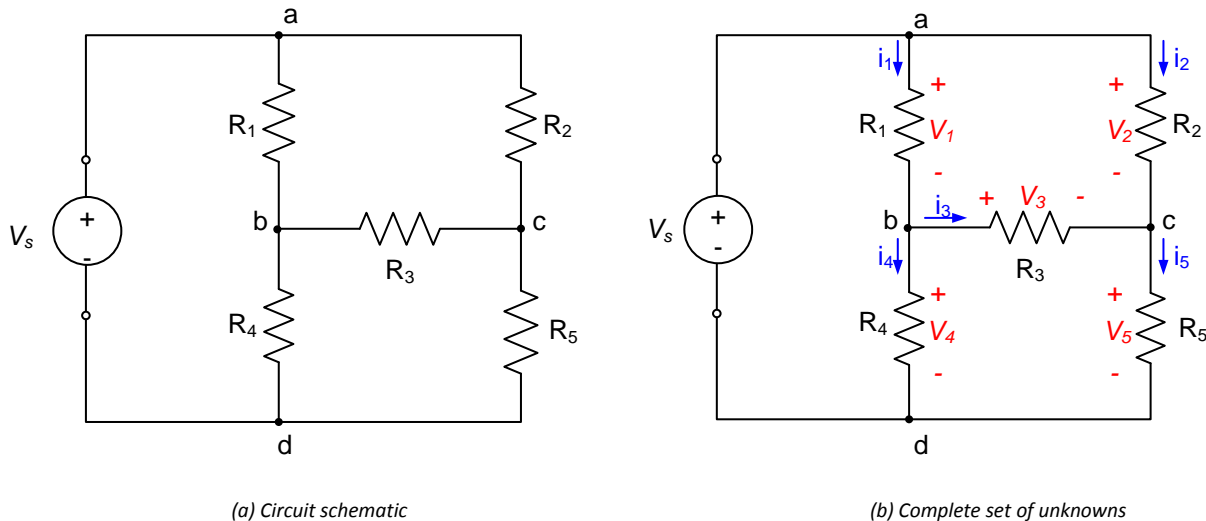 a
R1
R2
+
Vs
-
b
c
R3
R4
R5
d
(a) Circuit schematic
a
i1
i2
+
+
R1
V1
V2
R2
-
-
+
V3
-
i3
+
Vs
-
b
c
R3
i4
i5
+
+
R4
V4
V5
R5
-
-
d
(b) Complete set of unknowns